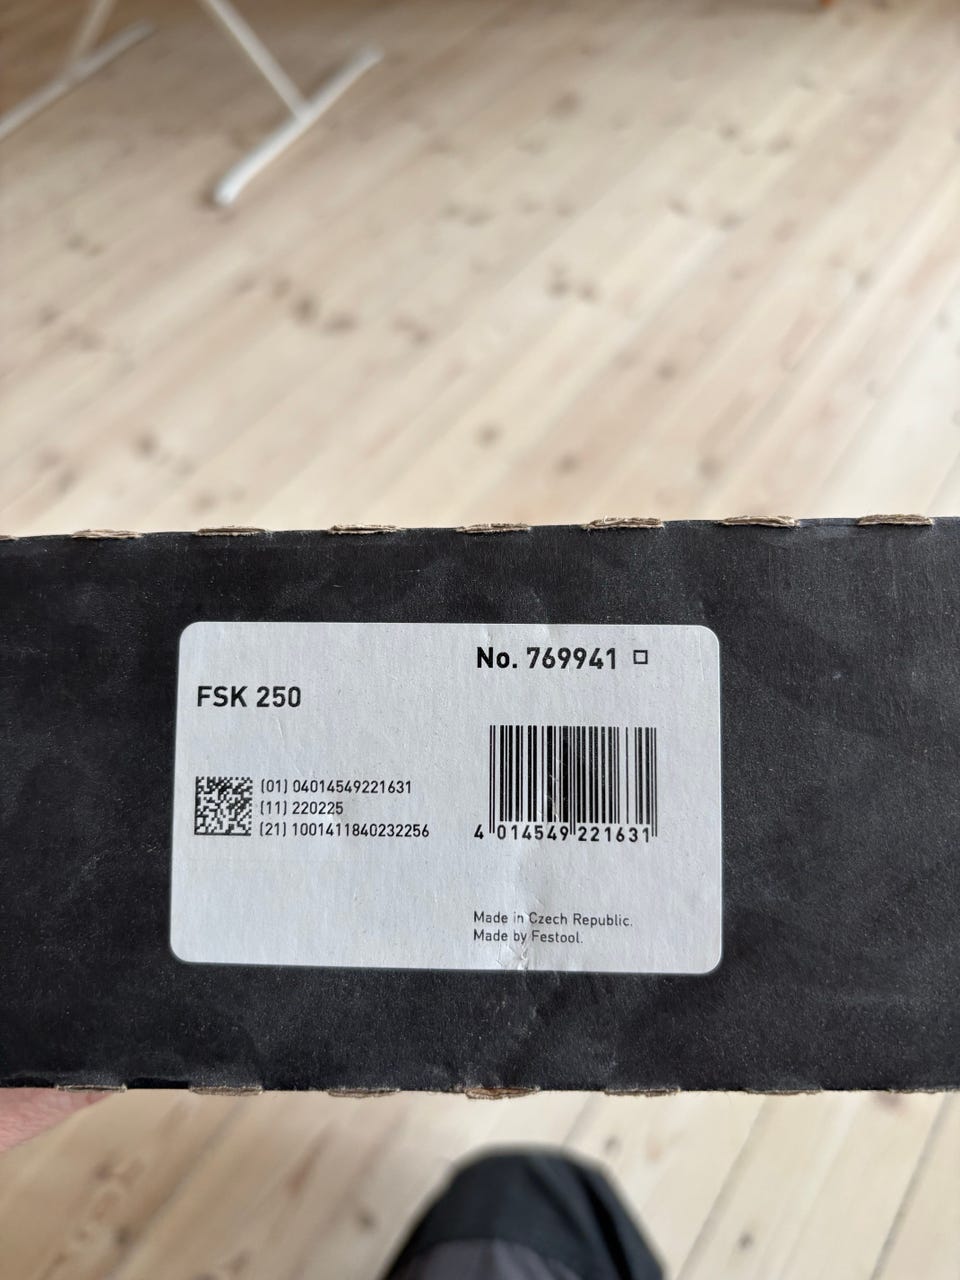 No. 769941
FSK 250
(01) 04014549221631
(11) 220225
(21) 1001411840232256
4 014549 221631
Made in Czech Republic.
Made by Festool.